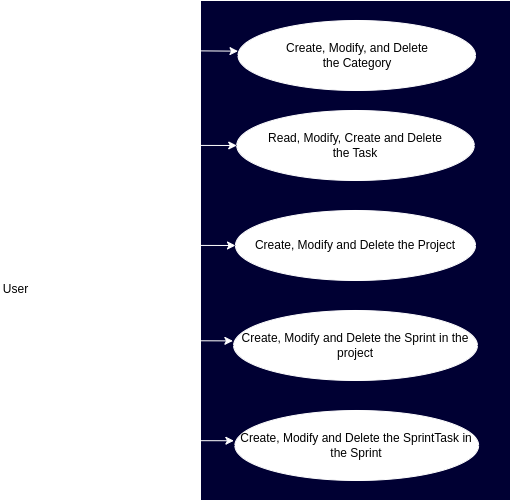 Create, Modify, and Delete
the Category
Read, Modify, Create and Delete
the Task
Create, Modify and Delete the Project
User
Create, Modify and Delete the Sprint in the
project
Create, Modify and Delete the SprintTask in
the Sprint